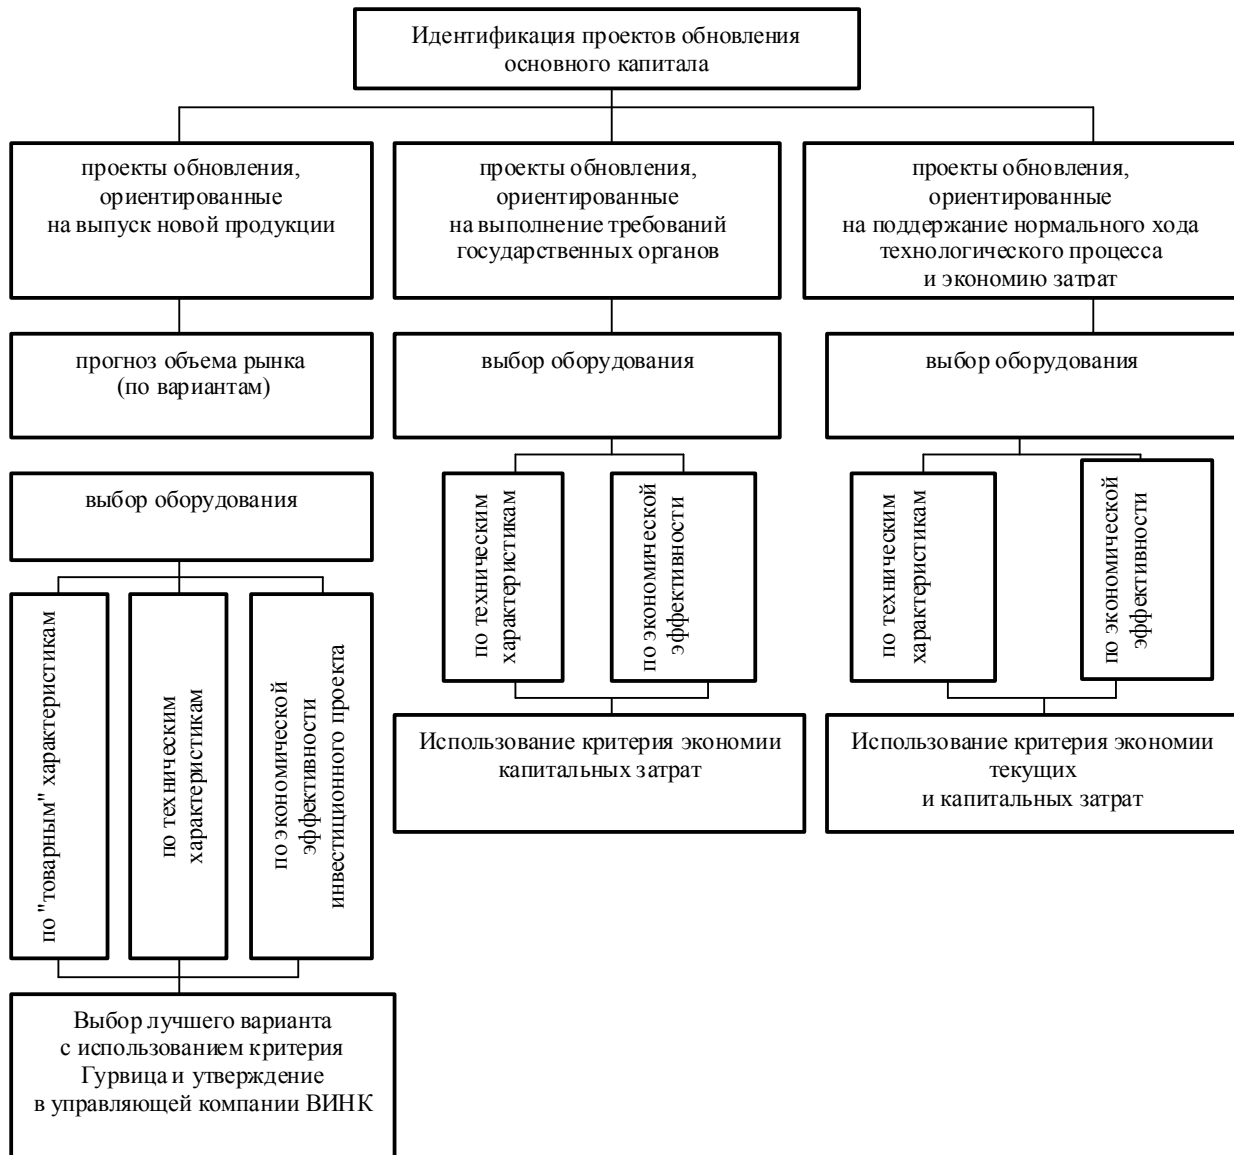 Идентификация проектов обновления
основного капитала
проекты обновления,
ориентированные
на выпуск новой продукции
проекты обновления,
ориентированные
на выполнение требований
государственных органов
проекты обновления,
ориентированные
на поддержание нормального хода
технологического процесса
и экономию затрат
прогноз объема рынка
(по вариантам)
выбор оборудования
выбор оборудования
выбор оборудования
по техническим
характеристикам
по экономической
эффективности
по техническим
характеристикам
по экономической
эффективности
по "товарным" характеристикам
по техническим
характеристикам
по экономической
эффективности
инвестиционного проекта
Использование критерия экономии
капитальных затрат
Использование критерия экономии
текущих
и капитальных затрат
Выбор лучшего варианта
с использованием критерия
Гурвица и утверждение
в управляющей компании ВИНК